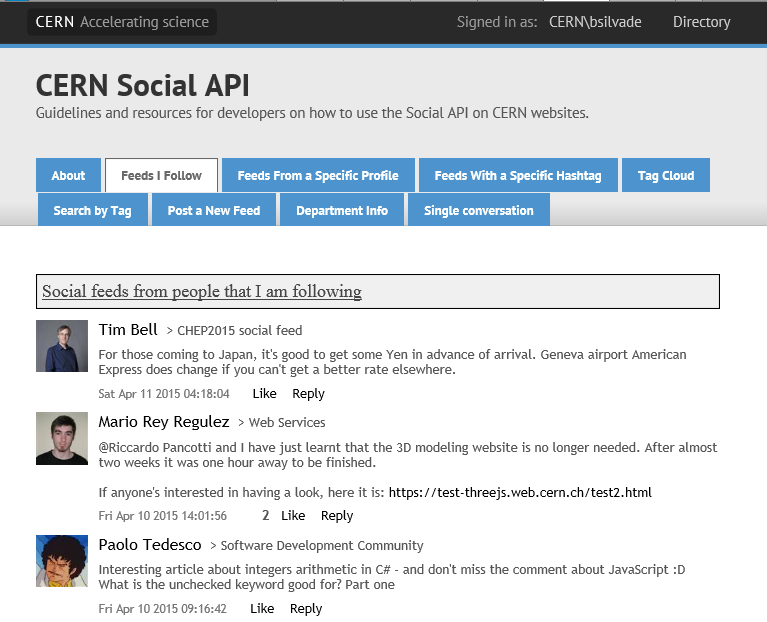 CERN Accelerating science
Signed in as: CERN\bsilvade Directory
CERN Social API
Guidelines and resources for developers on how to use the Social API on CERN websites.
About Feeds I Follow Feeds From a Specific Profile Feeds With a Specific Hashtag Tag Cloud
Search by Tag Post a New Feed Department Info Single conversation
Social feeds from people that I am following
Tim Bell > CHEP2015 social feed
For those coming to Japan, it's good to get some Yen in advance of arrival. Geneva airport American
Express does change if you can't get a better rate elsewhere.
Sat Apr 11 2015 04:18:04 Like Reply
Mario Rey Regulez > Web Services
@Riccardo Pancotti and I have just learnt that the 3D modeling website is no longer needed. After almost
two weeks it was one hour away to be finished.
If anyone's interested in having a look, here it is: https://test-threejs.web.cern.ch/test2.html
Fri Apr 10 2015 14:01:56 2 Like Reply
Paolo Tedesco > Software Development Community
Interesting article about integers arithmetic in C# - and don't miss the comment about JavaScript :D
What is the unchecked keyword good for? Part one
Fri Apr 10 2015 09:16:42 Like Reply